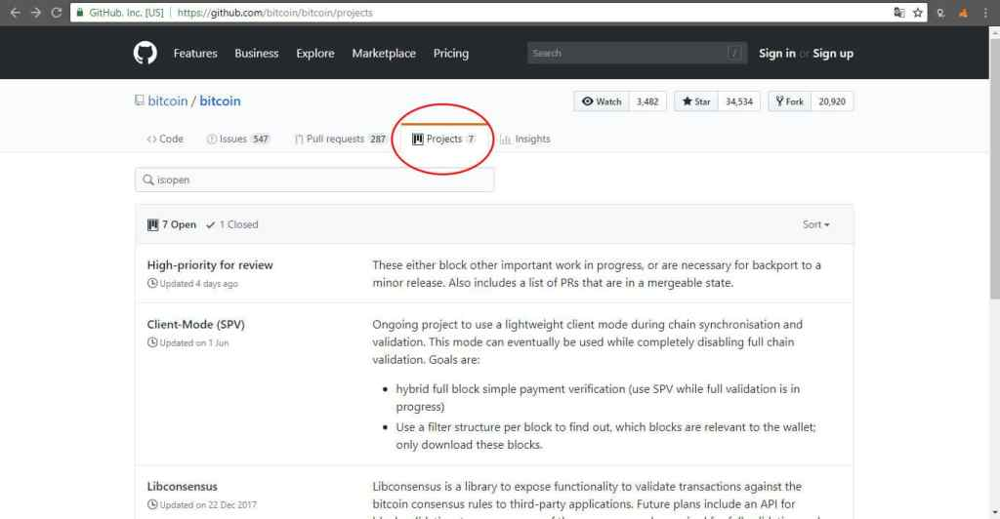 GitHub, Inc. [US] | https://github.com/bitcoin/bitcoin/projects
Features Business Explore Marketplace Pricing Search / Sign in or Sign up
bitcoin / bitcoin Watch 3,482 Star 34,534 Fork 20,920
<> Code Issues 547 Pull requests 287 Projects 7 Insights
is:open
7 Open ✓ 1 Closed Sort
High-priority for review
Updated 4 days ago
These either block other important work in progress, or are necessary for backport to a
minor release. Also includes a list of PRs that are in a mergeable state.
Client-Mode (SPV)
Updated on 1 Jun
Ongoing project to use a lightweight client mode during chain synchronisation and
validation. This mode can eventually be used while completely disabling full chain
validation. Goals are:
• hybrid full block simple payment verification (use SPV while full validation is in
progress)
• Use a filter structure per block to find out, which blocks are relevant to the wallet;
only download these blocks.
Libconsensus
Updated on 22 Dec 2017
Libconsensus is a library to expose functionality to validate transactions against the
bitcoin consensus rules to third-party applications. Future plans include an API for